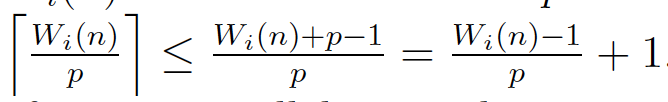 ⌈W_i(n)/p⌉ ≤ (W_i(n)+p−1)/p = (W_i(n)−1)/p + 1.